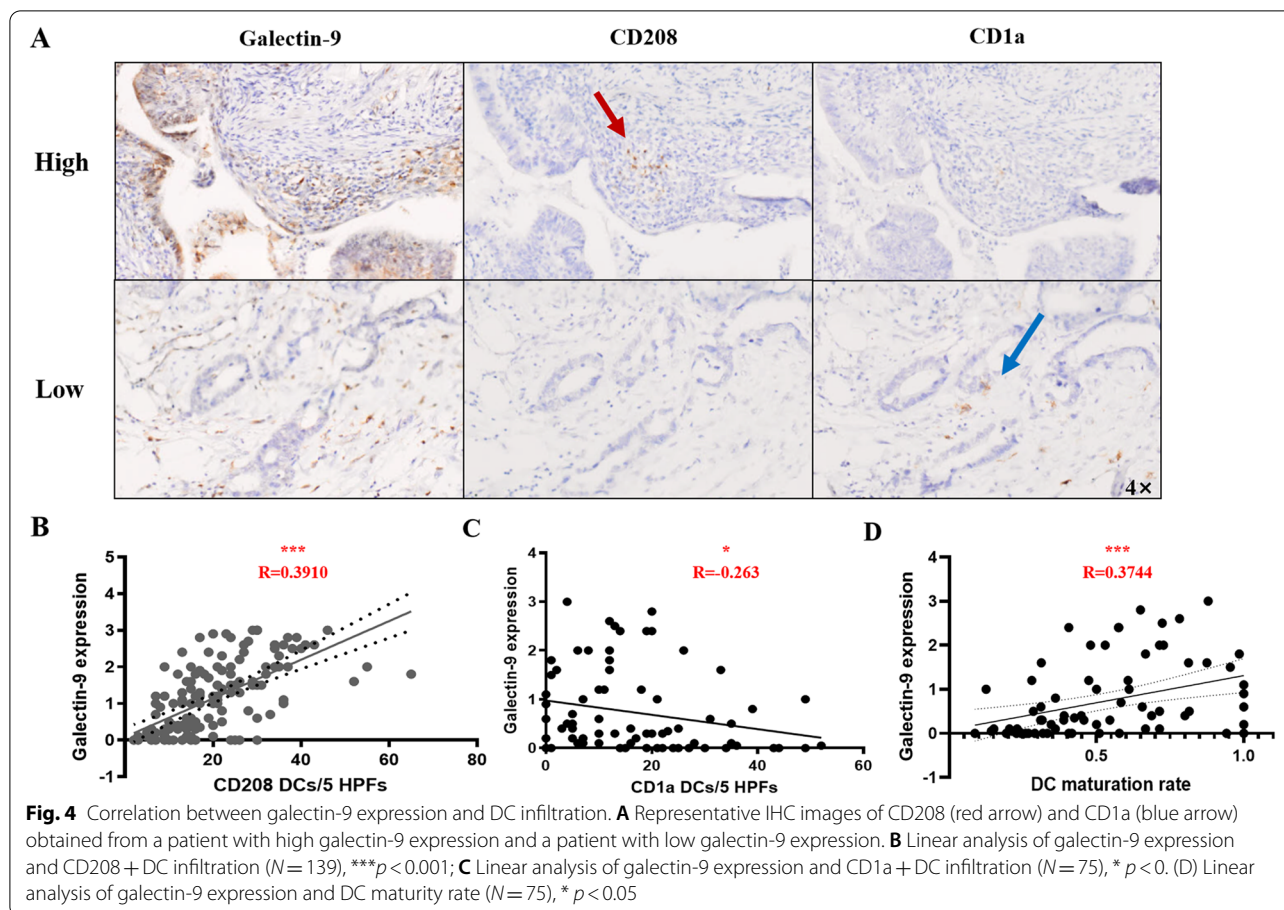 A
Galectin-9 CD208 CD1a
High
Low
4×
B
***
R=0.3910
Galectin-9 expression
5
4
3
2
1
0
-1
20 40 60 80
CD208 DCs/5 HPFs
C
*
R=-0.263
Galectin-9 expression
4
3
2
1
0
0 20 40 60
CD1a DCs/5 HPFs
D
***
R=0.3744
Galectin-9 expression
4
3
2
1
0
-1
0.5 1.0
DC maturation rate
Fig. 4 Correlation between galectin-9 expression and DC infiltration. A Representative IHC images of CD208 (red arrow) and CD1a (blue arrow)
obtained from a patient with high galectin-9 expression and a patient with low galectin-9 expression. B Linear analysis of galectin-9 expression
and CD208 + DC infiltration (N = 139), ***p < 0.001; C Linear analysis of galectin-9 expression and CD1a + DC infiltration (N = 75), * p < 0. (D) Linear
analysis of galectin-9 expression and DC maturity rate (N = 75), * p < 0.05